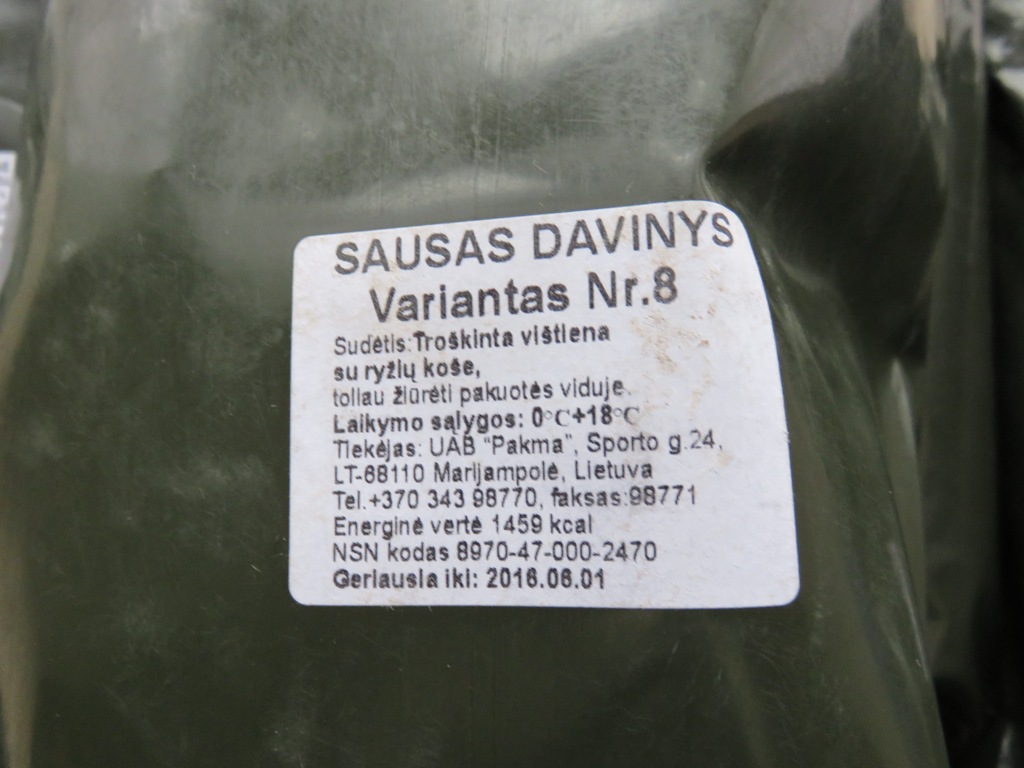 SAUSAS DAVINYS
Variantas Nr.8
Sudėtis:Troškinta vištiena
su ryžių koše,
toliau žiūrėti pakuotės viduje.
Laikymo sąlygos: 0°C+18°C
Tiekėjas: UAB "Pakma", Sporto g.24,
LT-68110 Marijampolė, Lietuva
Tel.+370 343 98770, faksas:98771
Energinė vertė 1459 kcal
NSN kodas 8970-47-000-2470
Geriausia iki: 2016.06.01